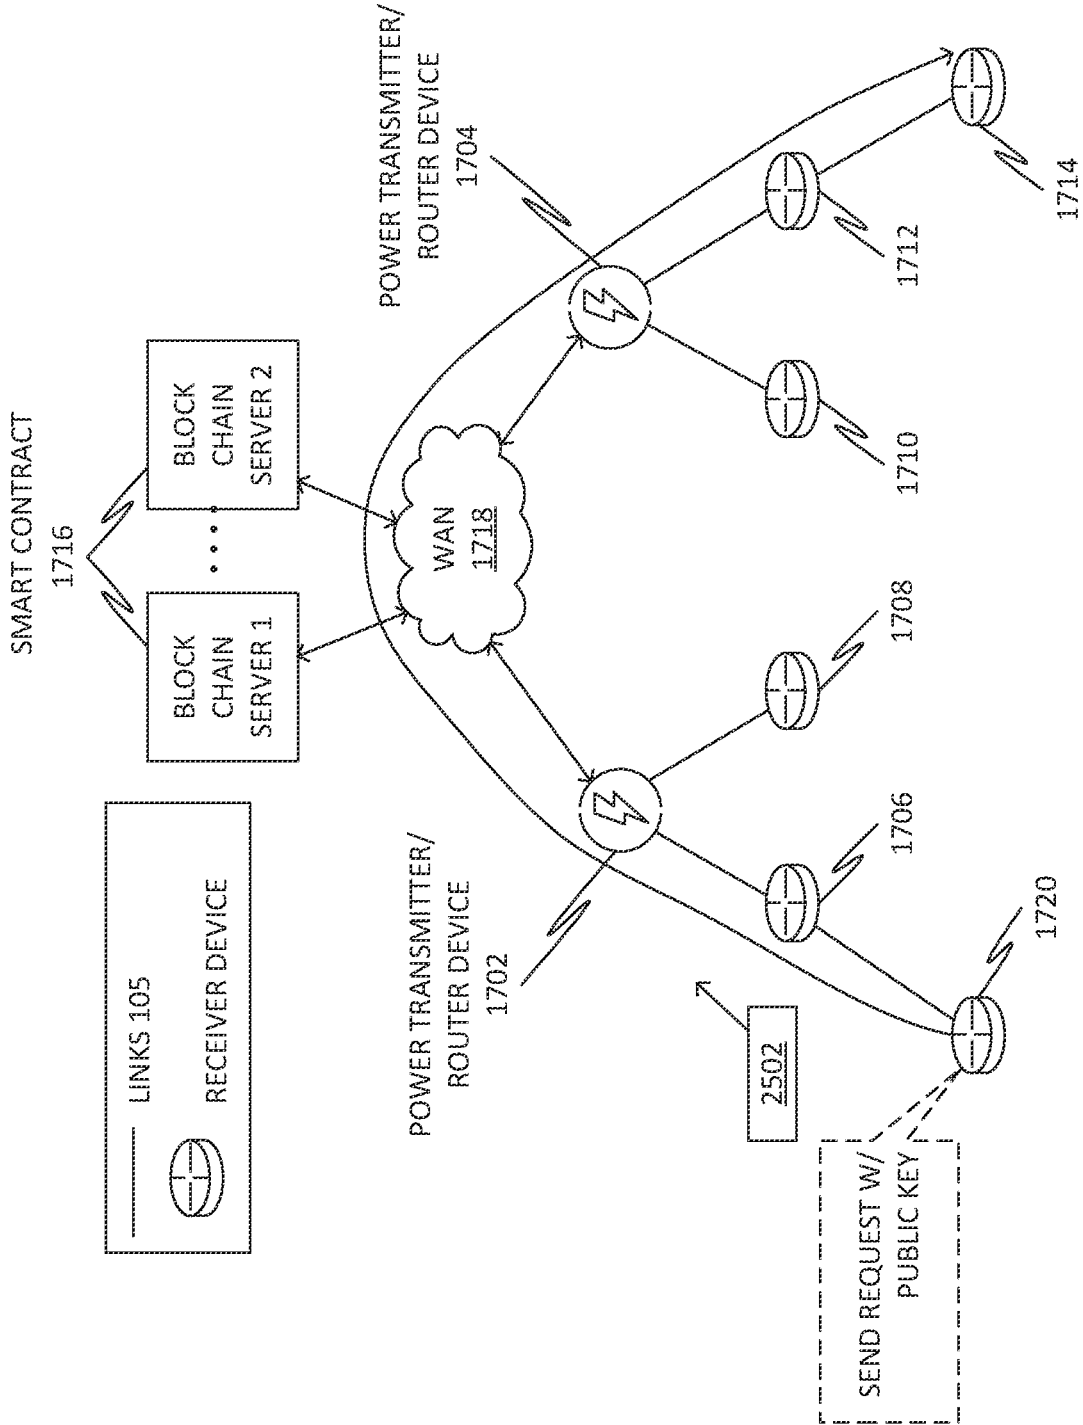 SMART CONTRACT
1716
BLOCK
CHAIN
SERVER 1
BLOCK
CHAIN
SERVER 2
LINKS 105
RECEIVER DEVICE
WAN
1718
POWER TRANSMITTER/
ROUTER DEVICE
1702
POWER TRANSMITTER/
ROUTER DEVICE
1704
2502
SEND REQUEST W/
PUBLIC KEY
1720
1706
1708
1710
1712
1714